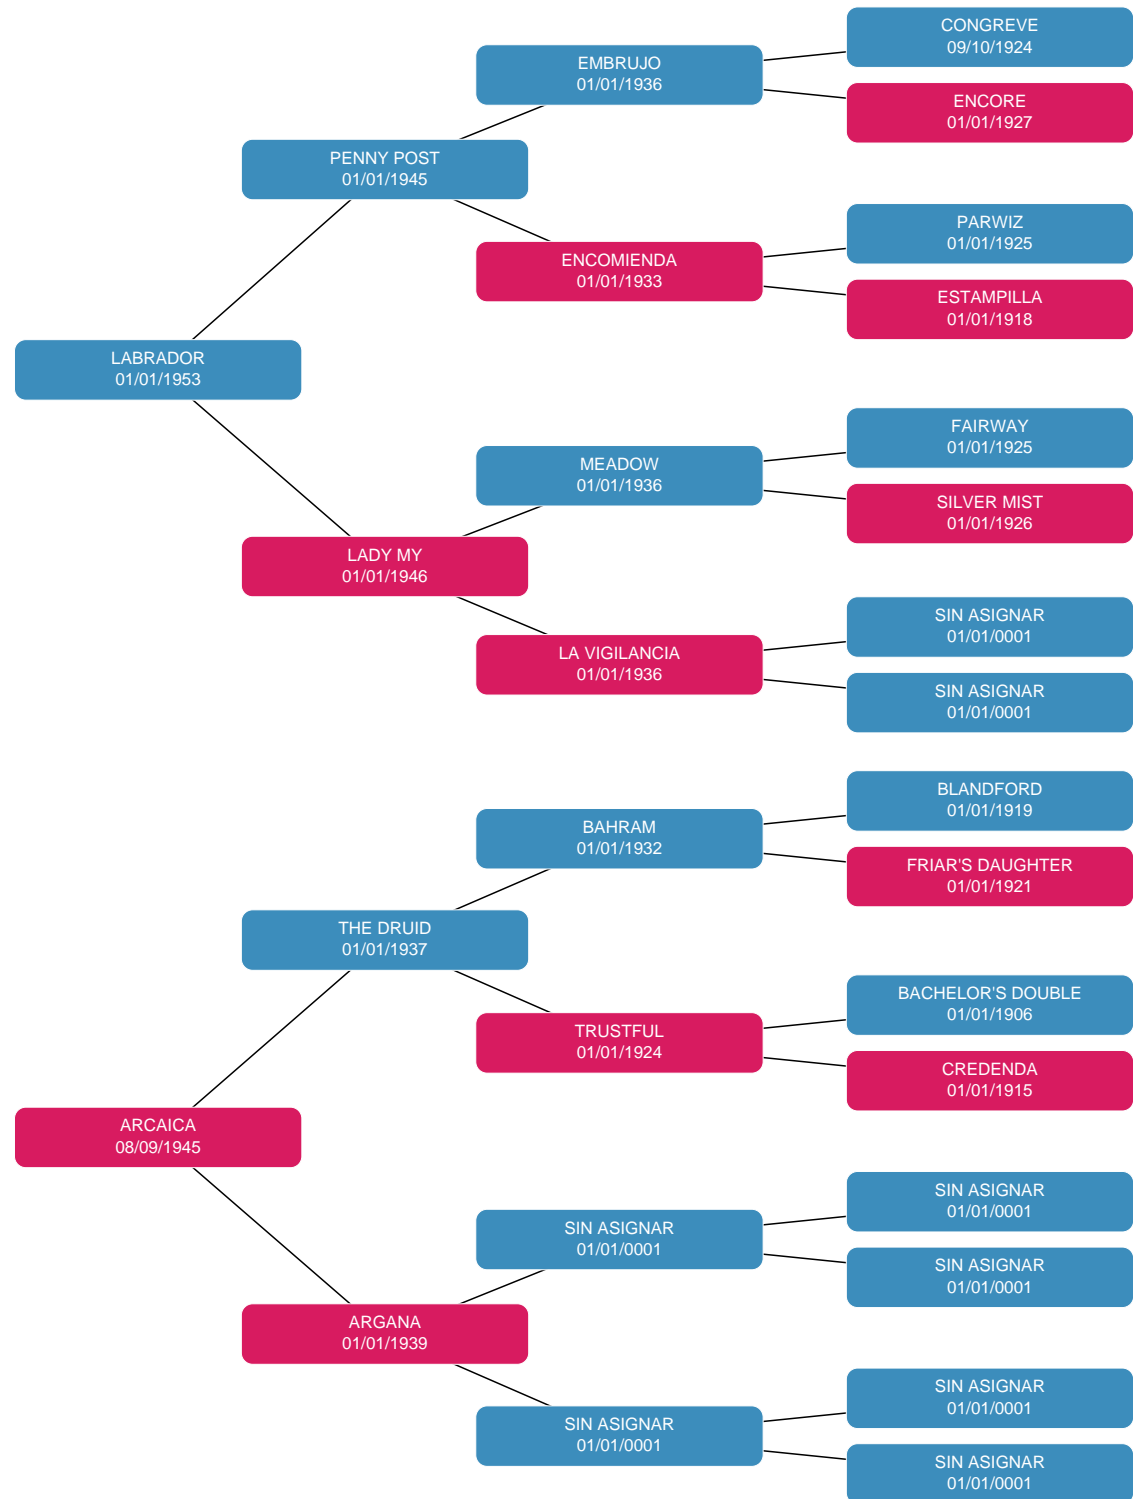 CONGREVE
09/10/1924
EMBRUJO
01/01/1936
ENCORE
01/01/1927
PENNY POST
01/01/1945
PARWIZ
01/01/1925
ENCOMIENDA
01/01/1933
ESTAMPILLA
01/01/1918
LABRADOR
01/01/1953
FAIRWAY
01/01/1925
MEADOW
01/01/1936
SILVER MIST
01/01/1926
LADY MY
01/01/1946
SIN ASIGNAR
01/01/0001
LA VIGILANCIA
01/01/1936
SIN ASIGNAR
01/01/0001
BLANDFORD
01/01/1919
BAHRAM
01/01/1932
FRIAR'S DAUGHTER
01/01/1921
THE DRUID
01/01/1937
BACHELOR'S DOUBLE
01/01/1906
TRUSTFUL
01/01/1924
CREDENDA
01/01/1915
ARCAICA
08/09/1945
SIN ASIGNAR
01/01/0001
SIN ASIGNAR
01/01/0001
SIN ASIGNAR
01/01/0001
ARGANA
01/01/1939
SIN ASIGNAR
01/01/0001
SIN ASIGNAR
01/01/0001
SIN ASIGNAR
01/01/0001